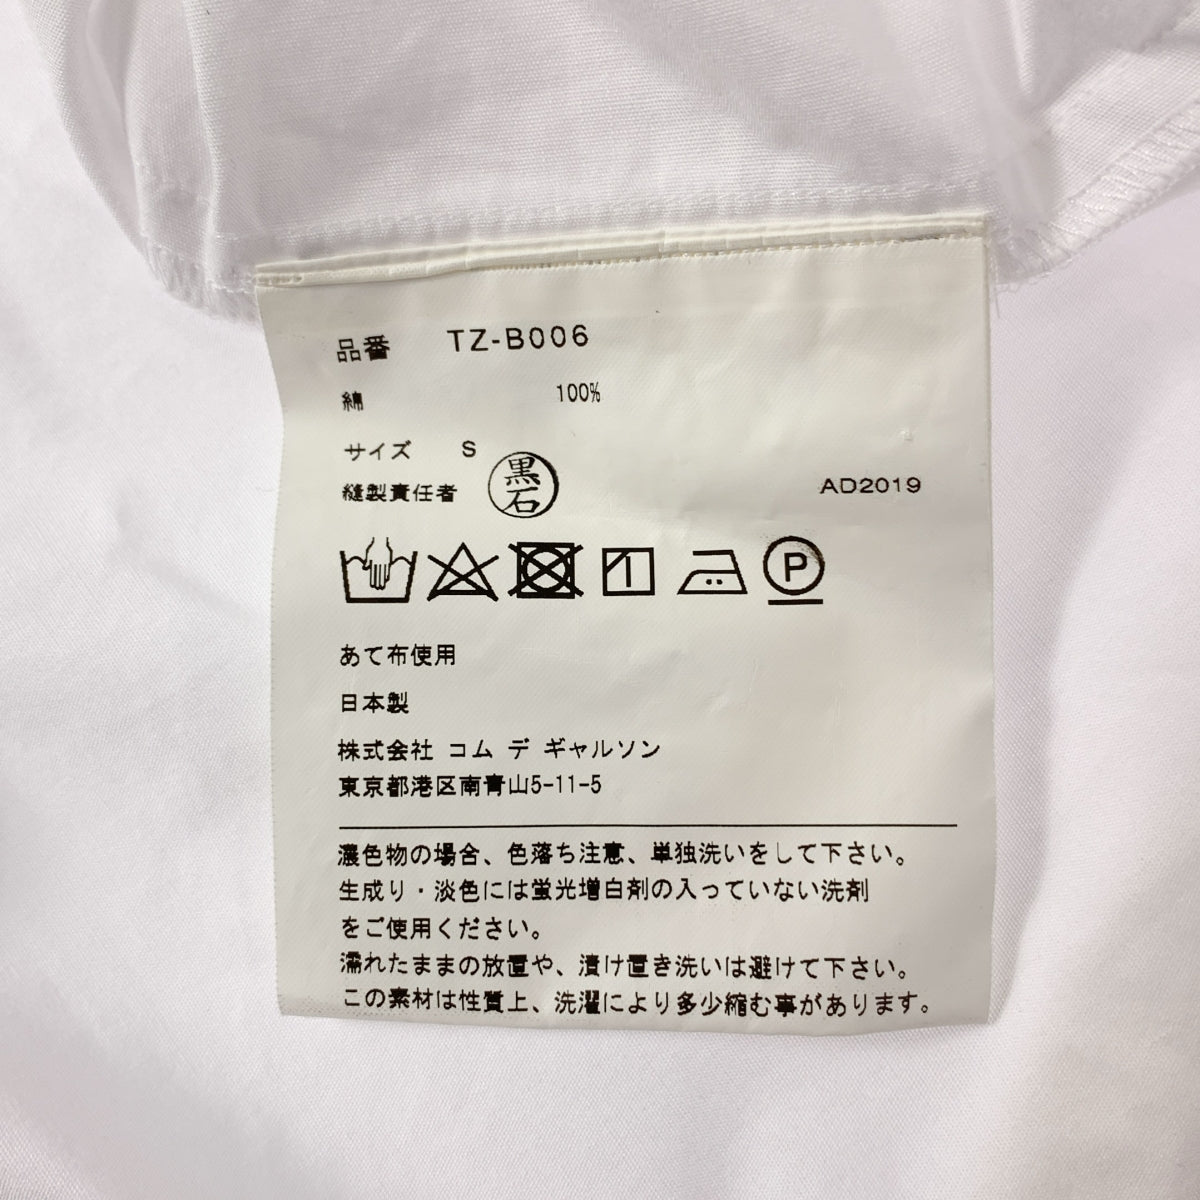 品番 TZ-B006
綿 100%
サイズ S
縫製責任者 黒石 AD2019
P
あて布使用
日本製
株式会社 コム デ ギャルソン
東京都港区南青山5-11-5
濃色物の場合、色落ち注意、単独洗いをして下さい。
生成り・淡色には蛍光増白剤の入っていない洗剤
をご使用ください。
濡れたままの放置や、漬け置き洗いは避けて下さい。
この素材は性質上、洗濯により多少縮む事があります。